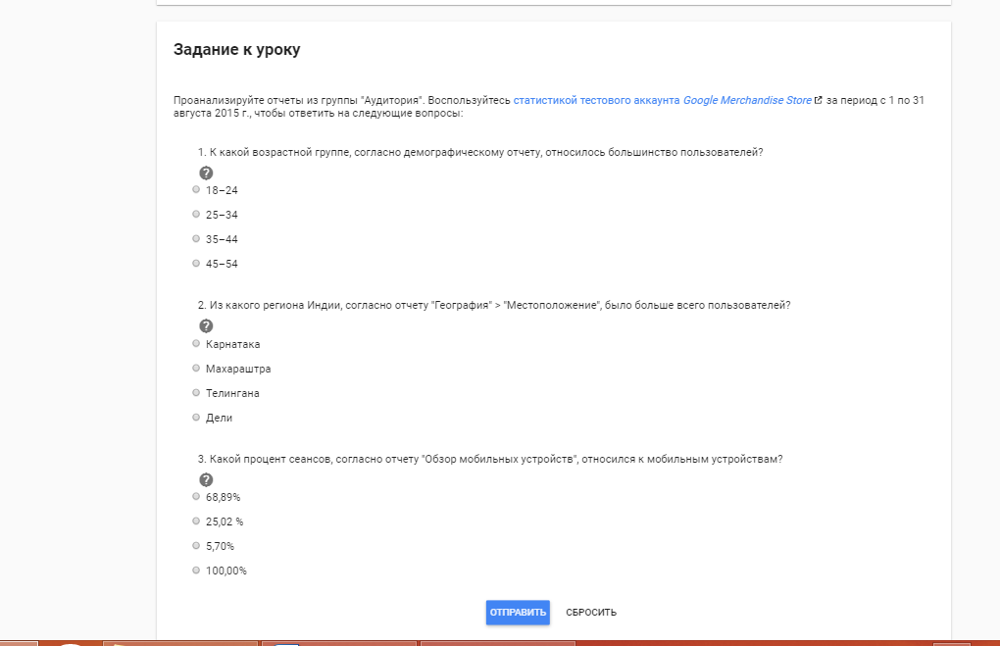 Задание к уроку
Проанализируйте отчеты из группы "Аудитория". Воспользуйтесь статистикой тестового аккаунта Google Merchandise Store за период с 1 по 31
августа 2015 г., чтобы ответить на следующие вопросы:
1. К какой возрастной группе, согласно демографическому отчету, относилось большинство пользователей?
?
18–24
25–34
35–44
45–54
2. Из какого региона Индии, согласно отчету "География" > "Местоположение", было больше всего пользователей?
?
Карнатака
Махараштра
Телингана
Дели
3. Какой процент сеансов, согласно отчету "Обзор мобильных устройств", относился к мобильным устройствам?
?
68,89%
25,02 %
5,70%
100,00%
ОТПРАВИТЬ СБРОСИТЬ